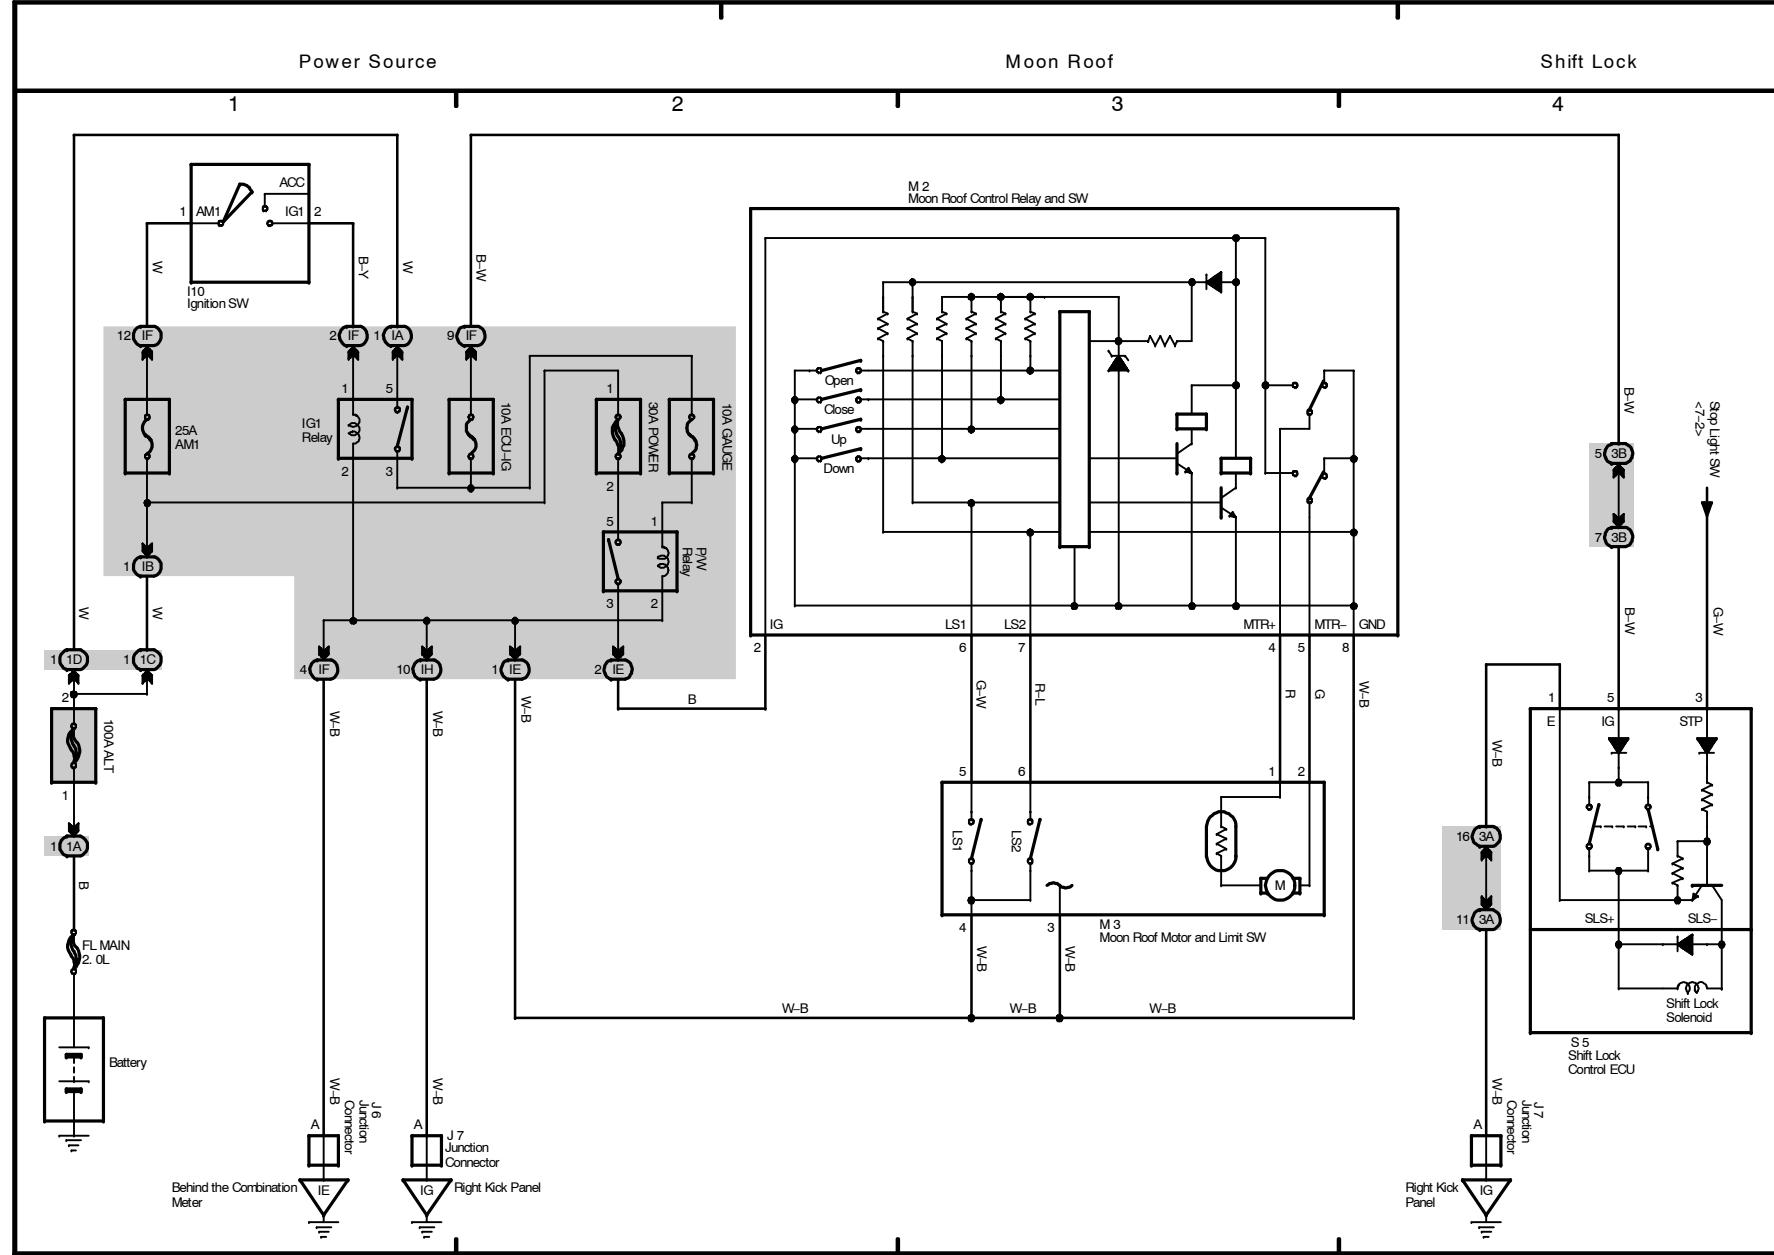 Power Source
Moon Roof
Shift Lock
1
2
3
4
ACC
1
AM1
IG1
2
W
B–Y
W
B–W
I10
Ignition SW
12
IF
2
IF
1
IA
9
IF
25A
AM1
1
5
IG1
Relay
2
3
10A ECU–IG
1
30A POWER
2
10A GAUGE
5
1
P/W
Relay
3
2
1
IB
W
W
1
1D
1
1C
2
100A ALT
1
1
1A
B
FL MAIN
2. 0L
Battery
4
IF
10
IH
1
IE
2
IE
W–B
W–B
W–B
B
W–B
W–B
A
J 6
Junction
Connector
A
J 7
Junction
Connector
Behind the Combination
Meter
IE
IG
Right Kick Panel
M 2
Moon Roof Control Relay and SW
Open
Close
Up
Down
IG
LS1
LS2
MTR+
MTR–
GND
2
6
7
4
5
8
G–W
R–L
R
G
W–B
5
6
1
2
LS1
LS2
M
4
3
M 3
Moon Roof Motor and Limit SW
W–B
W–B
W–B
W–B
W–B
B–W
Stop Light SW
<7–2>
5
3B
7
3B
B–W
G–W
1
5
3
E
IG
STP
W–B
16
3A
11
3A
SLS+
SLS–
Shift Lock
Solenoid
S 5
Shift Lock
Control ECU
W–B
J 7
Junction
Connector
A
Right Kick
Panel
IG